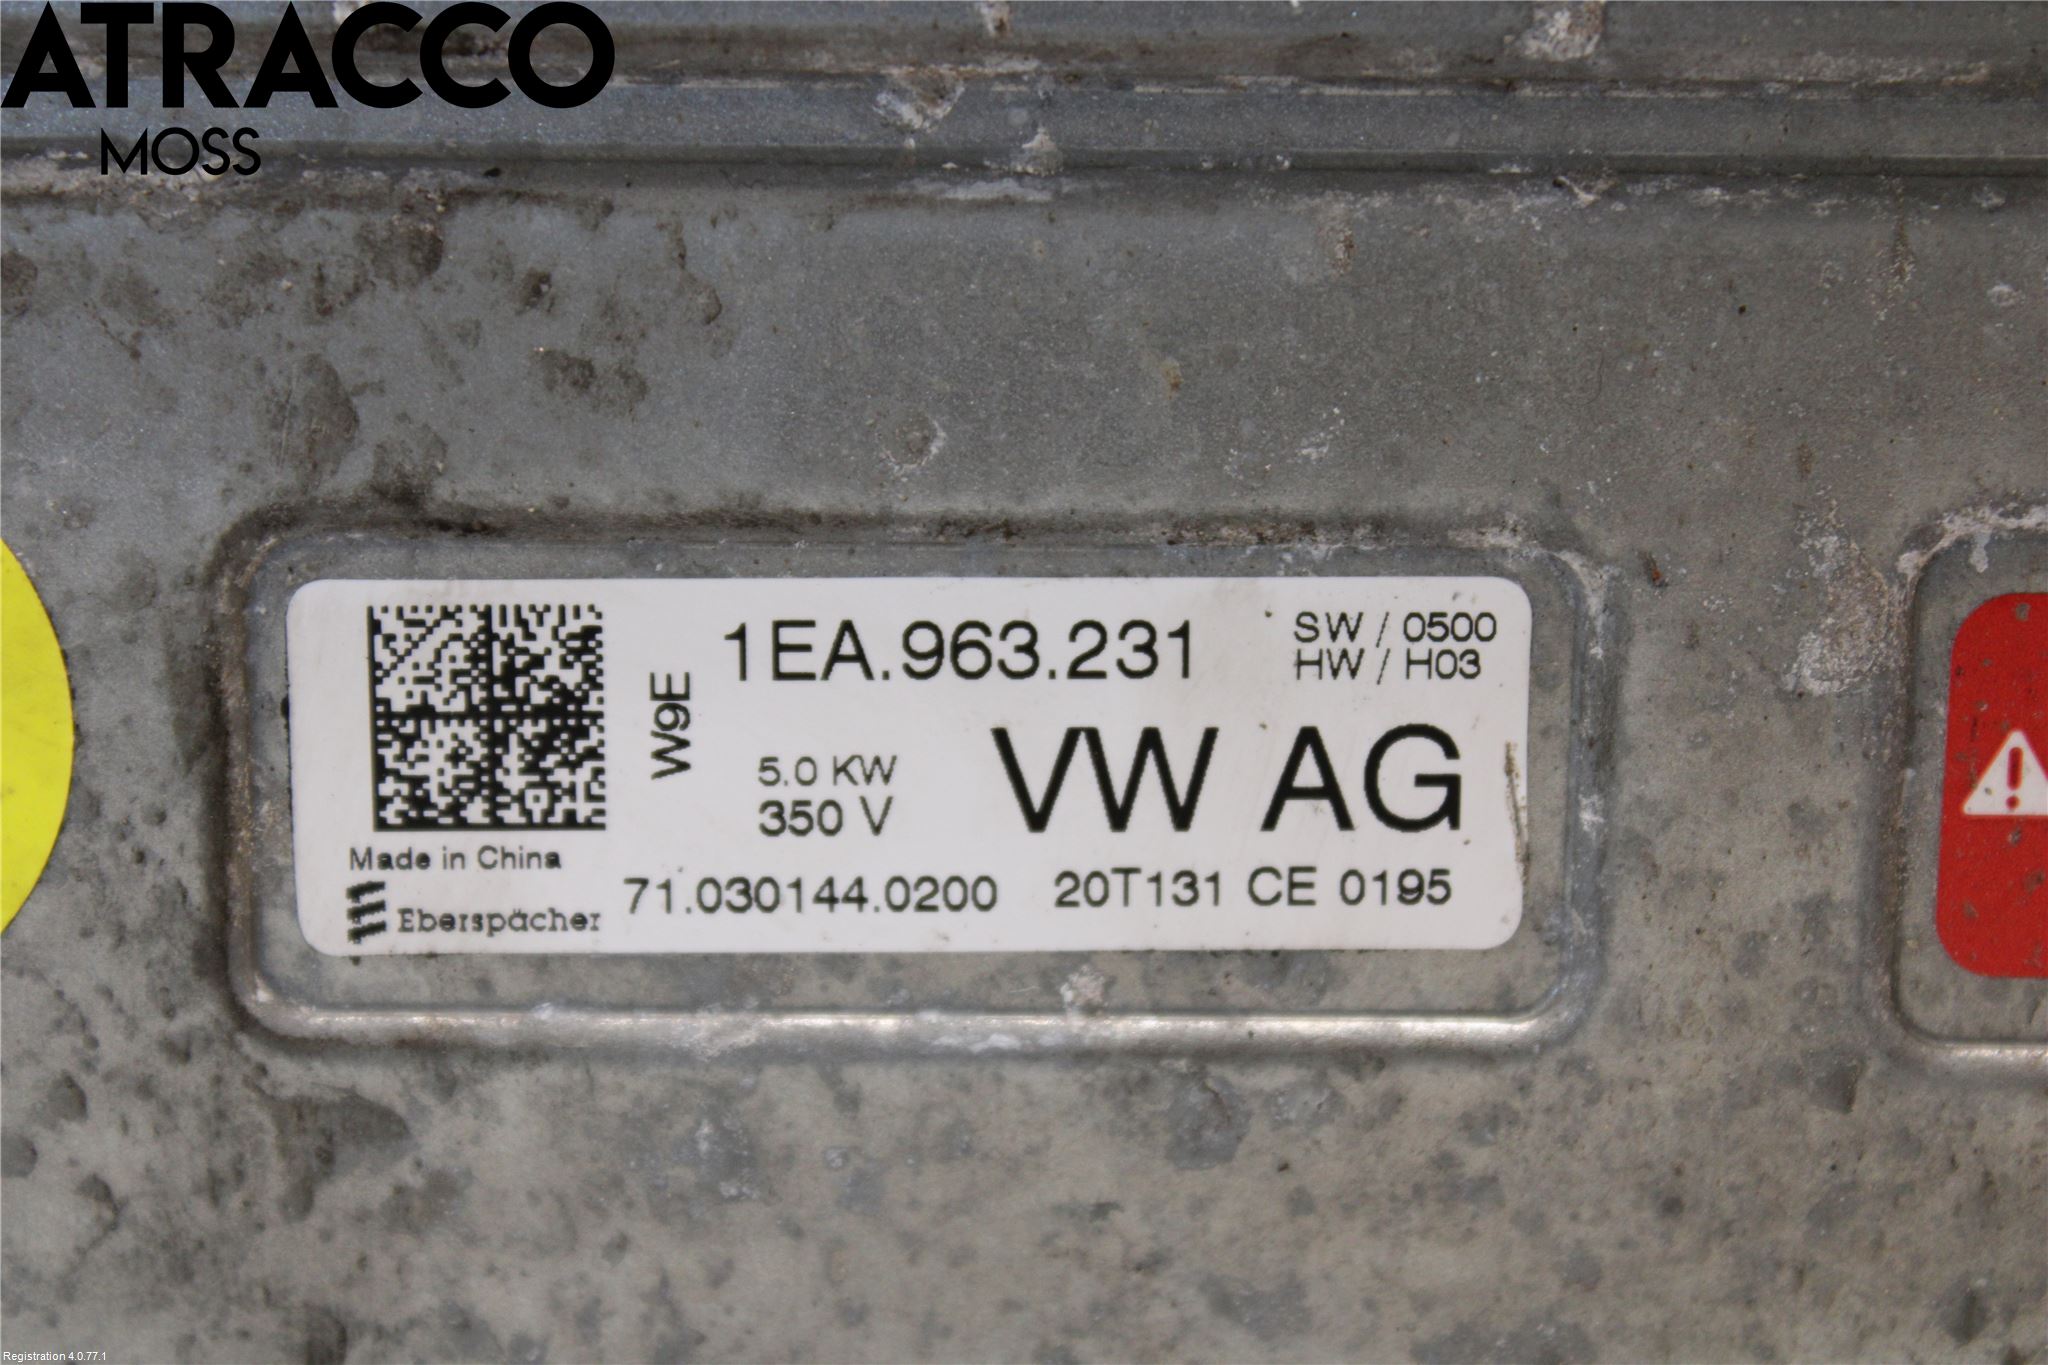 ATRACCO
MOSS
1EA.963.231
SW / 0500
HW / H03
W9E
5.0 KW
350 V
VW AG
Made in China
Eberspächer
71.030144.0200
20T131 CE 0195
Registration 4.0.77.1